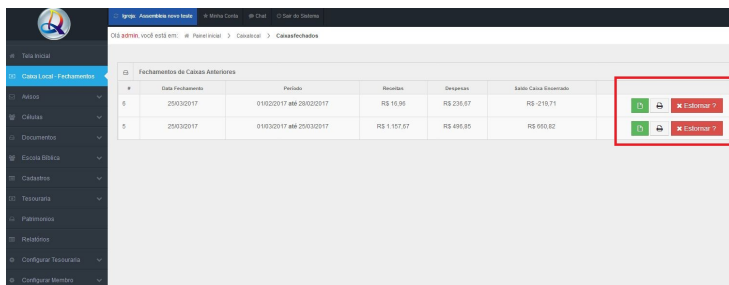 Igreja: Assembleia novo teste Minha Conta Chat Sair do Sistema
Olá admin, você está em: Painel Inicial > Caixalocal > Caixasfechados
Tela Inicial
Caixa Local - Fechamentos
Avisos
Células
Documentos
Escola Bíblica
Cadastros
Tesouraria
Patrimonios
Relatórios
Configurar Tesouraria
Configurar Membro
Fechamentos de Caixas Anteriores
# Data Fechamento Período Receitas Despesas Saldo Caixa Encerrado
6 25/03/2017 01/02/2017 até 28/02/2017 R$ 16,96 R$ 236,67 R$ -219,71 Estornar ?
5 25/03/2017 01/03/2017 até 25/03/2017 R$ 1.157,67 R$ 496,85 R$ 660,82 Estornar ?